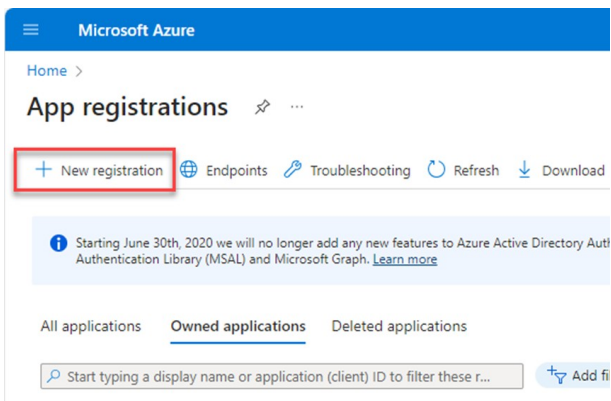 Microsoft Azure
Home >
App registrations ...
+ New registration Endpoints Troubleshooting Refresh Download
Starting June 30th, 2020 we will no longer add any new features to Azure Active Directory Auth
Authentication Library (MSAL) and Microsoft Graph. Learn more
All applications Owned applications Deleted applications
Start typing a display name or application (client) ID to filter these r...
Add fi